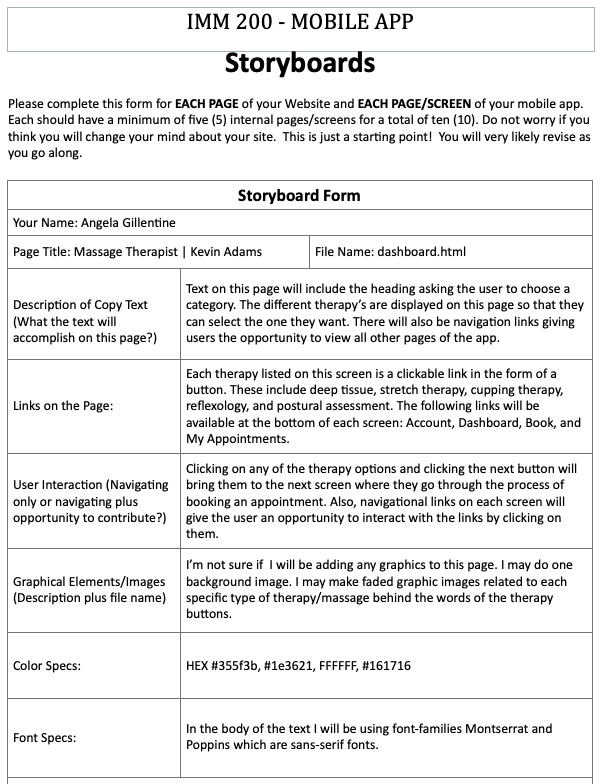 IMM 200 - MOBILE APP
Storyboards
Please complete this form for EACH PAGE of your Website and EACH PAGE/SCREEN of your mobile app.
Each should have a minimum of five (5) internal pages/screens for a total of ten (10). Do not worry if you
think you will change your mind about your site.  This is just a starting point!  You will very likely revise as
you go along.
Storyboard Form
Your Name: Angela Gillentine
Page Title: Massage Therapist | Kevin Adams
File Name: dashboard.html
Description of Copy Text
(What the text will
accomplish on this page?)
Text on this page will include the heading asking the user to choose a
category. The different therapy’s are displayed on this page so that they
can select the one they want. There will also be navigation links giving
users the opportunity to view all other pages of the app.
Links on the Page:
Each therapy listed on this screen is a clickable link in the form of a
button. These include deep tissue, stretch therapy, cupping therapy,
reflexology, and postural assessment. The following links will be
available at the bottom of each screen: Account, Dashboard, Book, and
My Appointments.
User Interaction (Navigating
only or navigating plus
opportunity to contribute?)
Clicking on any of the therapy options and clicking the next button will
bring them to the next screen where they go through the process of
booking an appointment. Also, navigational links on each screen will
give the user an opportunity to interact with the links by clicking on
them.
Graphical Elements/Images
(Description plus file name)
I’m not sure if  I will be adding any graphics to this page. I may do one
background image. I may make faded graphic images related to each
specific type of therapy/massage behind the words of the therapy
buttons.
Color Specs:
HEX #355f3b, #1e3621, FFFFFF, #161716
Font Specs:
In the body of the text I will be using font-families Montserrat and
Poppins which are sans-serif fonts.